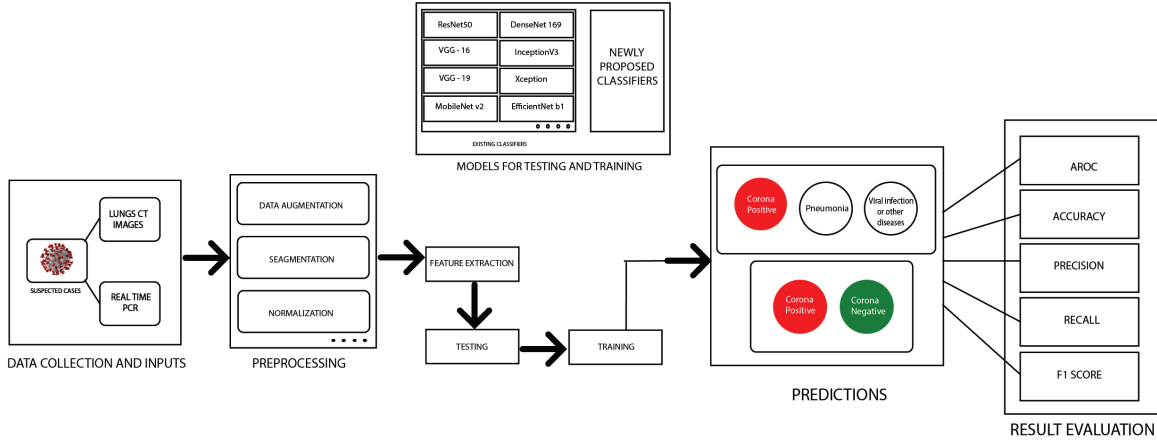 ResNet50
DenseNet 169
VGG - 16
InceptionV3
VGG - 19
Xception
MobileNet v2
EfficientNet b1
EXISTING CLASSIFIERS
NEWLY
PROPOSED
CLASSIFIERS
MODELS FOR TESTING AND TRAINING
LUNGS CT
IMAGES
SUSPECTED CASES
REAL TIME
PCR
DATA COLLECTION AND INPUTS
DATA AUGMENTATION
SEAGMENTATION
NORMALIZATION
PREPROCESSING
FEATURE EXTRACTION
TESTING
TRAINING
Corona
Positive
Pneumonia
Viral Infection
or other
diseases
Corona
Positive
Corona
Negative
PREDICTIONS
AROC
ACCURACY
PRECISION
RECALL
F1 SCORE
RESULT EVALUATION